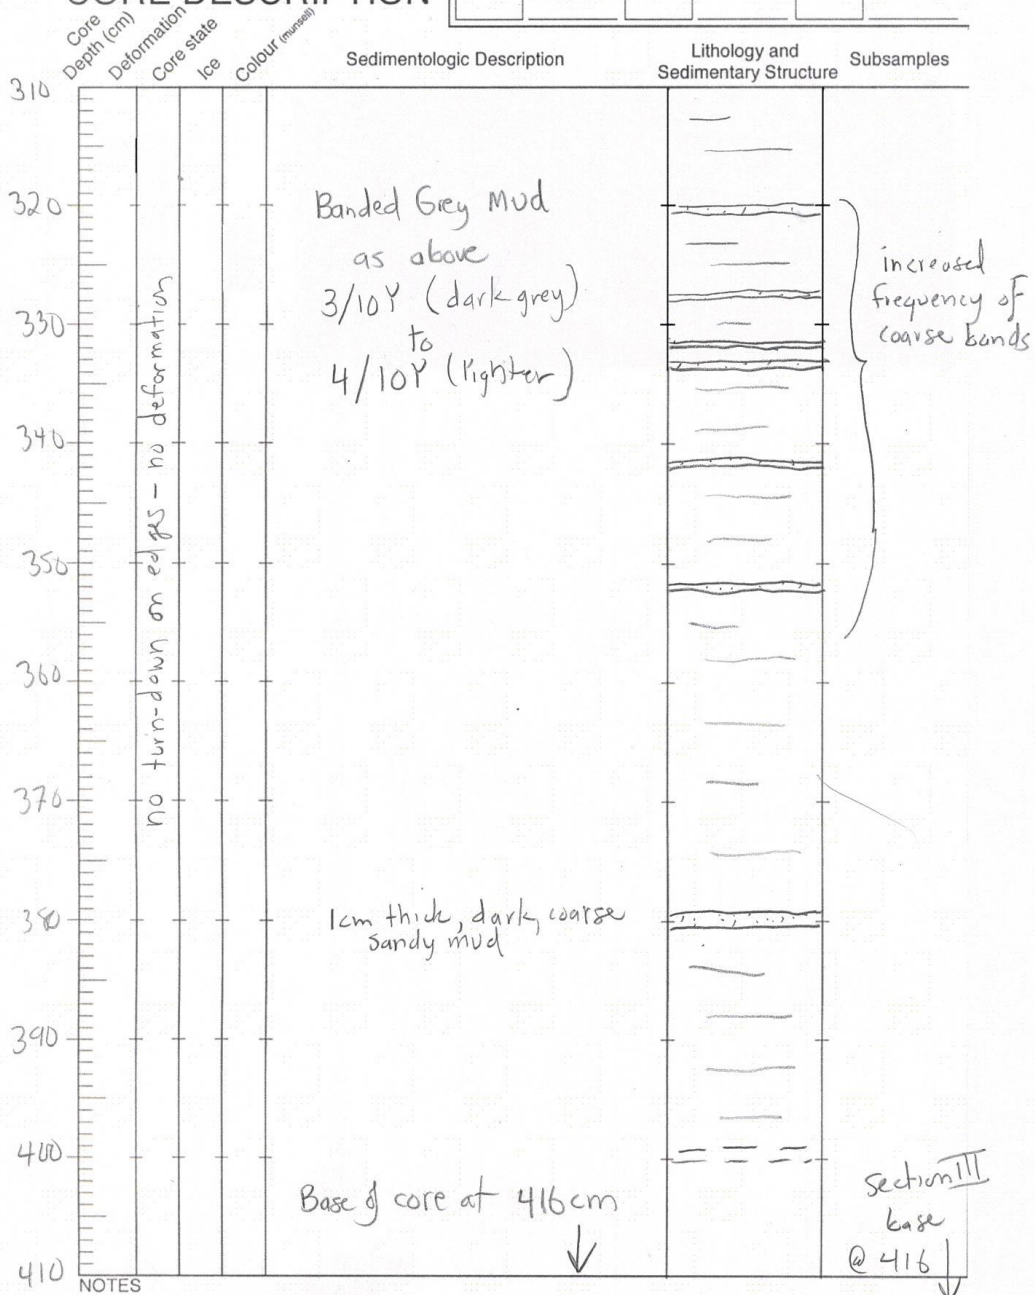 CORE DESCRIPTION
Core
Depth (cm)
Deformation
Core state
Ice
Colour (munsell)
Sedimentologic Description
Lithology and
Sedimentary Structure
Subsamples
310
320
330
340
350
360
370
380
390
400
410
no turn-down on edges - no deformation
Banded Grey Mud
as above
3/10Y (dark grey)
to
4/10Y (lighter)
increased
frequency of
coarse bands
1cm thick, dark, coarse
sandy mud
Base of core at 416cm
section III
base
@ 416
NOTES